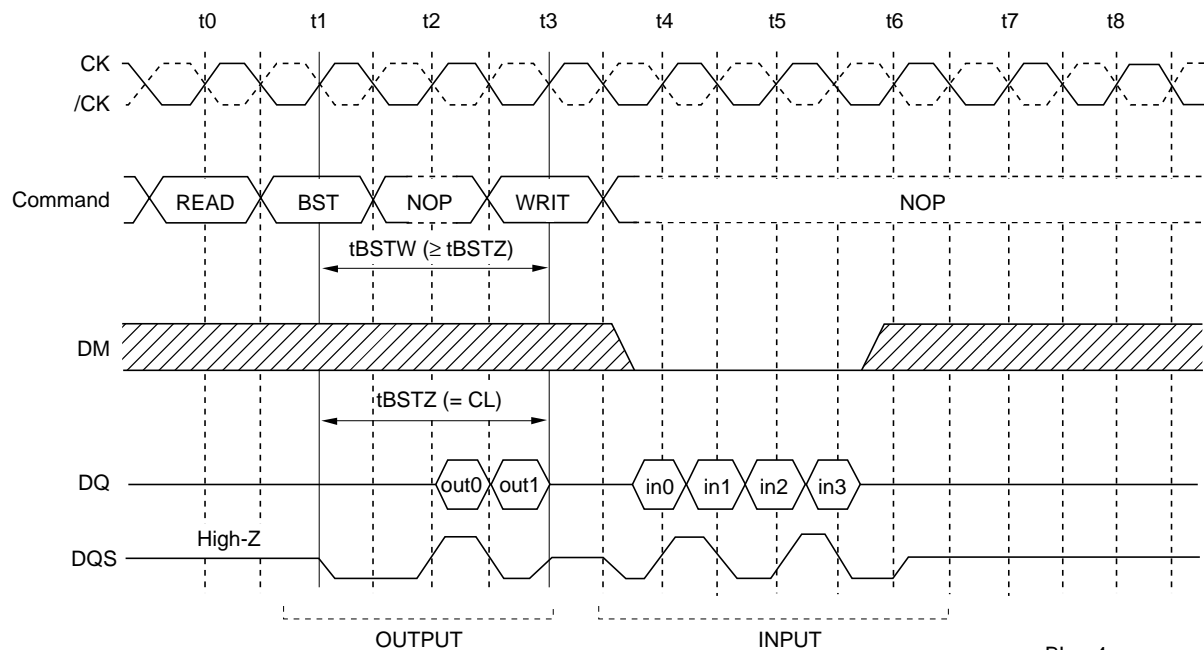 t0 t1 t2 t3 t4 t5 t6 t7 t8
CK
/CK
Command READ BST NOP WRIT NOP
tBSTW (≥ tBSTZ)
DM
tBSTZ (= CL)
DQ out0 out1 in0 in1 in2 in3
High-Z
DQS
OUTPUT INPUT